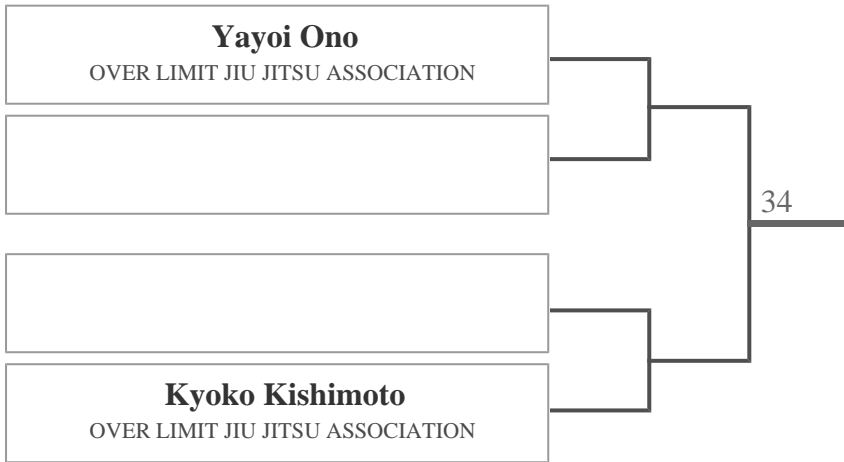 Yayoi Ono
OVER LIMIT JIU JITSU ASSOCIATION
34
Kyoko Kishimoto
OVER LIMIT JIU JITSU ASSOCIATION